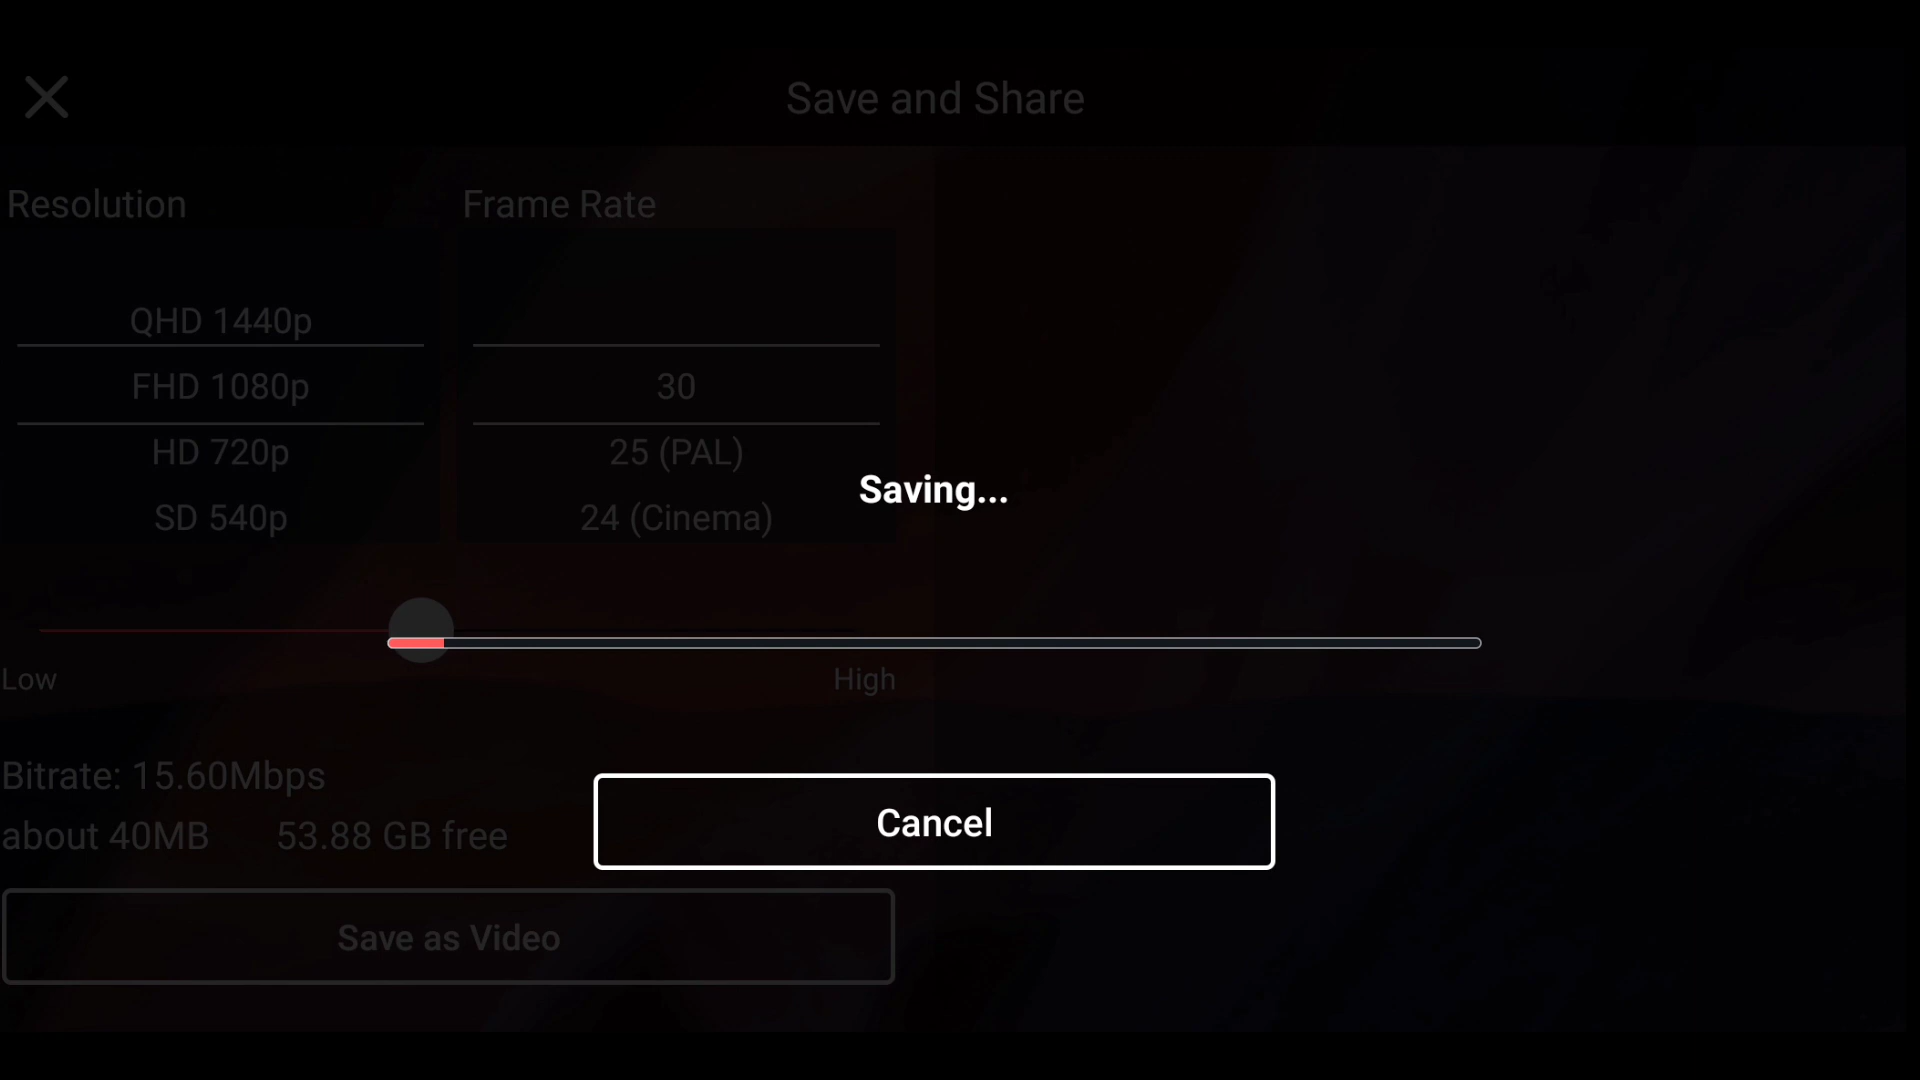 Save and Share
Resolution
Frame Rate
QHD 1440p
FHD 1080p
30
HD 720p
25 (PAL)
SD 540p
24 (Cinema)
Saving...
Low
High
Bitrate: 15.60Mbps
about 40MB 53.88 GB free
Cancel
Save as Video